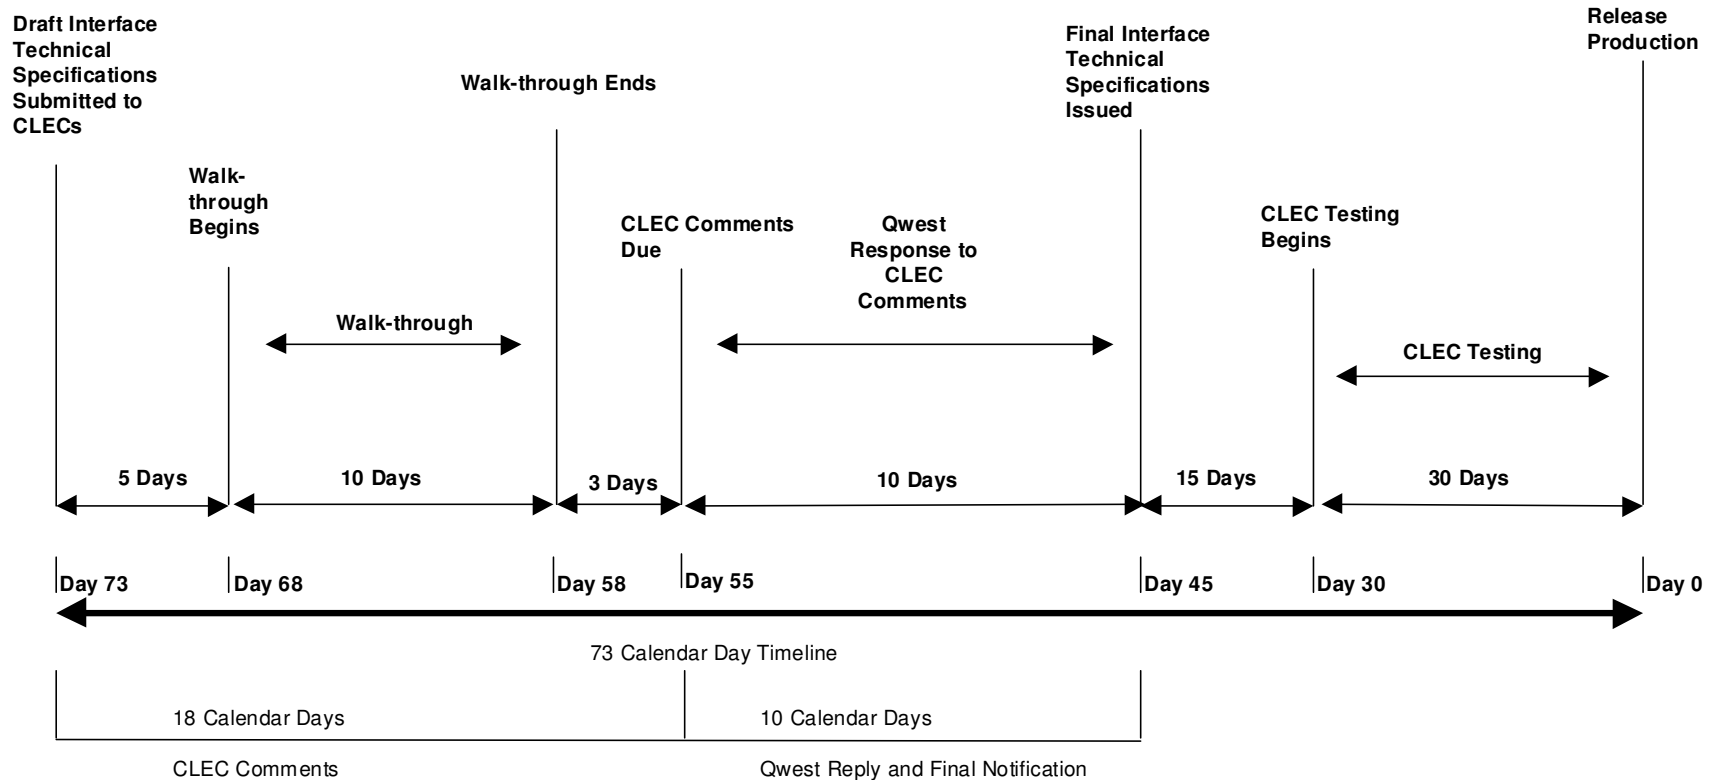 Draft Interface
Technical
Specifications
Submitted to
CLECs
Walk-
through
Begins
Walk-through Ends
CLEC Comments
Due
Qwest
Response to
CLEC
Comments
Final Interface
Technical
Specifications
Issued
CLEC Testing
Begins
Release
Production
Walk-through
CLEC Testing
5 Days
10 Days
3 Days
10 Days
15 Days
30 Days
Day 73
Day 68
Day 58
Day 55
Day 45
Day 30
Day 0
73 Calendar Day Timeline
18 Calendar Days
10 Calendar Days
CLEC Comments
Qwest Reply and Final Notification